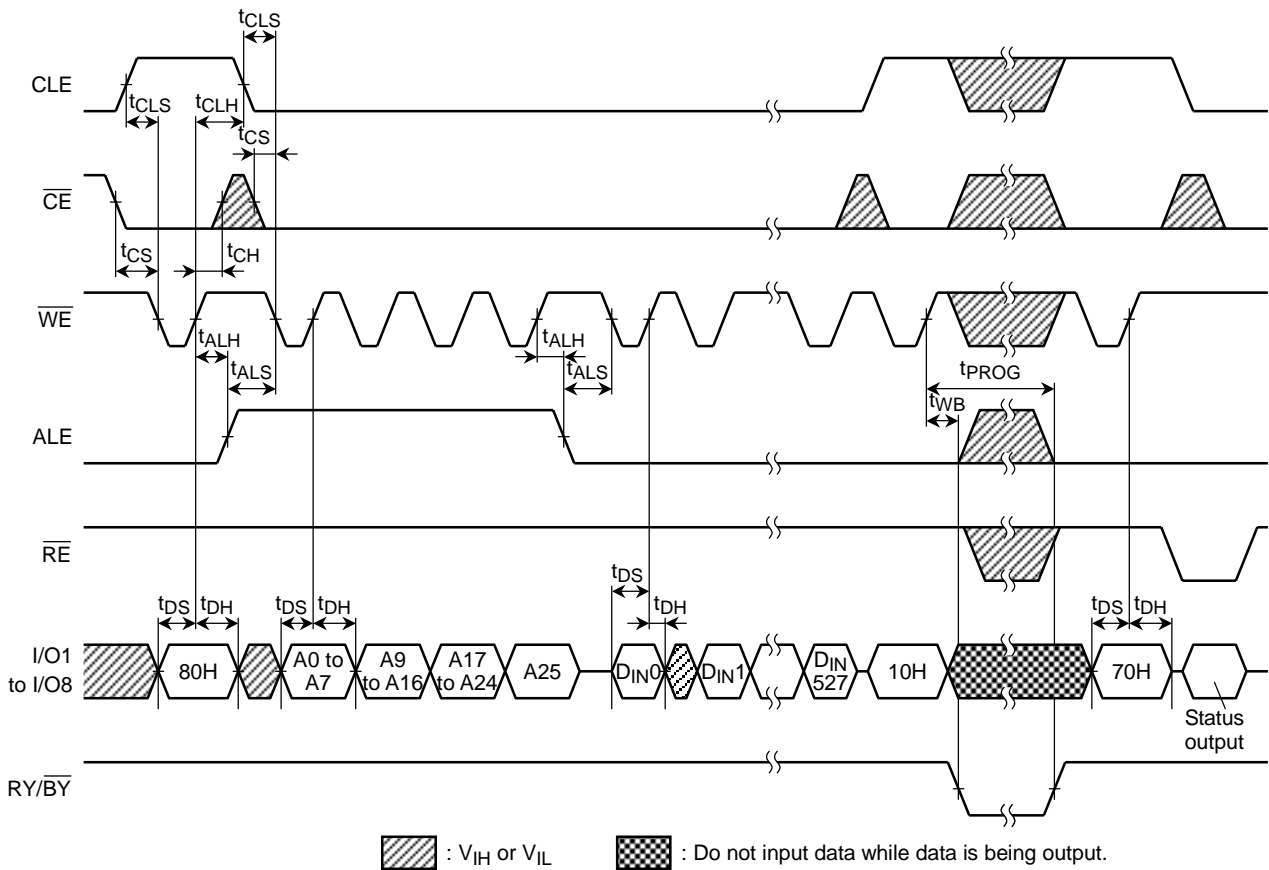 tCLS
CLE
tCLS tCLH
tCS
CE
tCS tCH
WE
tALH tALH
tALS tALS tPROG
tWB
ALE
RE
tDS
tDS tDH tDS tDH tDH tDS tDH
I/O1
to I/O8
80H
A0 to
A7
A9
to A16
A17
to A24
A25
DIN0
DIN1
DIN
527
10H
70H
Status
output
RY/BY
: VIH or VIL
: Do not input data while data is being output.